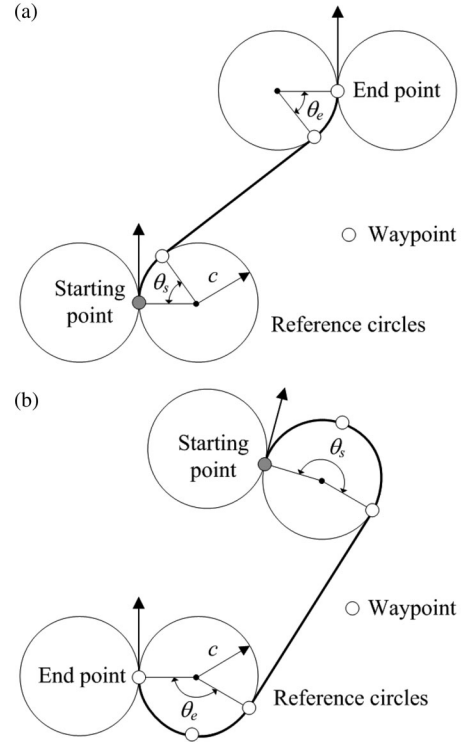 (a)
End point
θe
Waypoint
Starting
point
θs
c
Reference circles
(b)
Starting
point
θs
Waypoint
End point
c
θe
Reference circles